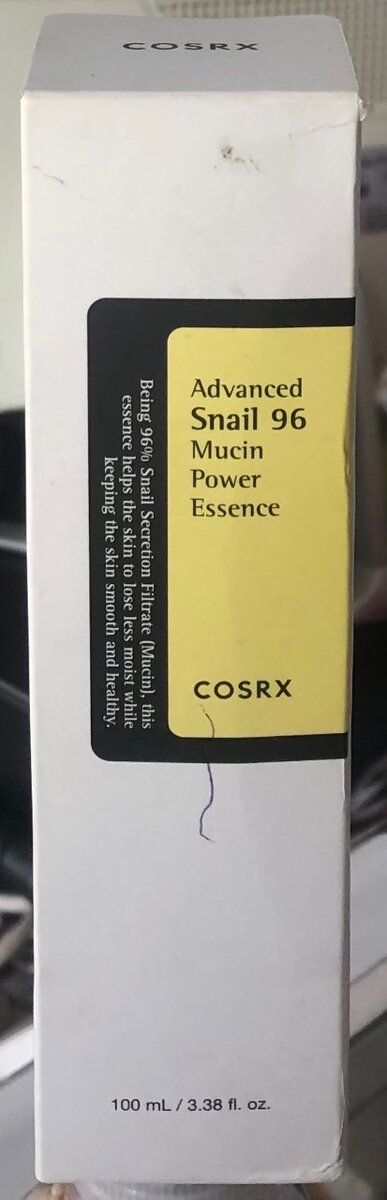 COSRX
Advanced
Snail 96
Mucin
Power
Essence
COSRX
Being 96% Snail Secretion Filtrate (Mucin), this
essence helps the skin to lose less moist while
keeping the skin smooth and healthy.
100 mL / 3.38 fl. oz.